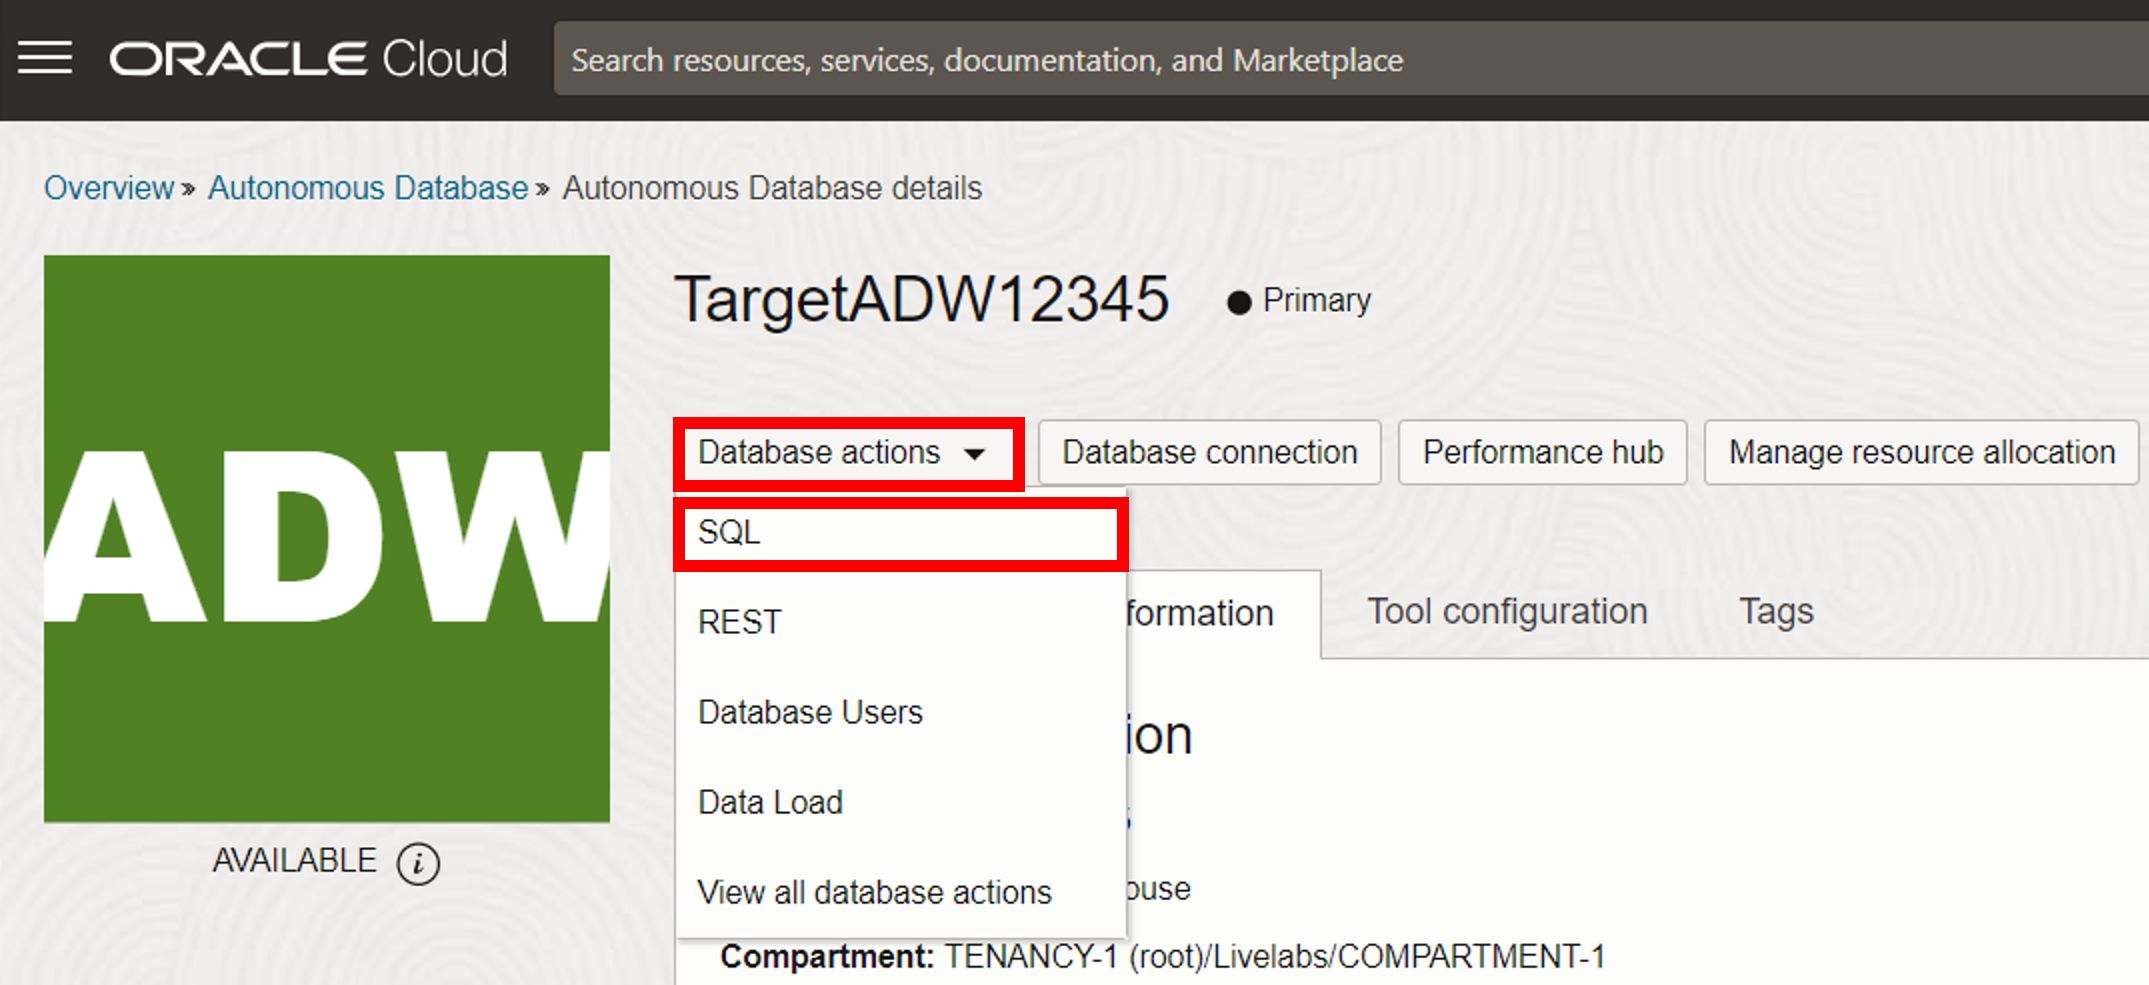 ORACLE Cloud
Search resources, services, documentation, and Marketplace
Overview » Autonomous Database » Autonomous Database details
ADW
AVAILABLE i
TargetADW12345
Primary
Database actions
Database connection
Performance hub
Manage resource allocation
SQL
REST
Database Users
Data Load
View all database actions
formation
Tool configuration
Tags
ion
ouse
Compartment: TENANCY-1 (root)/Livelabs/COMPARTMENT-1